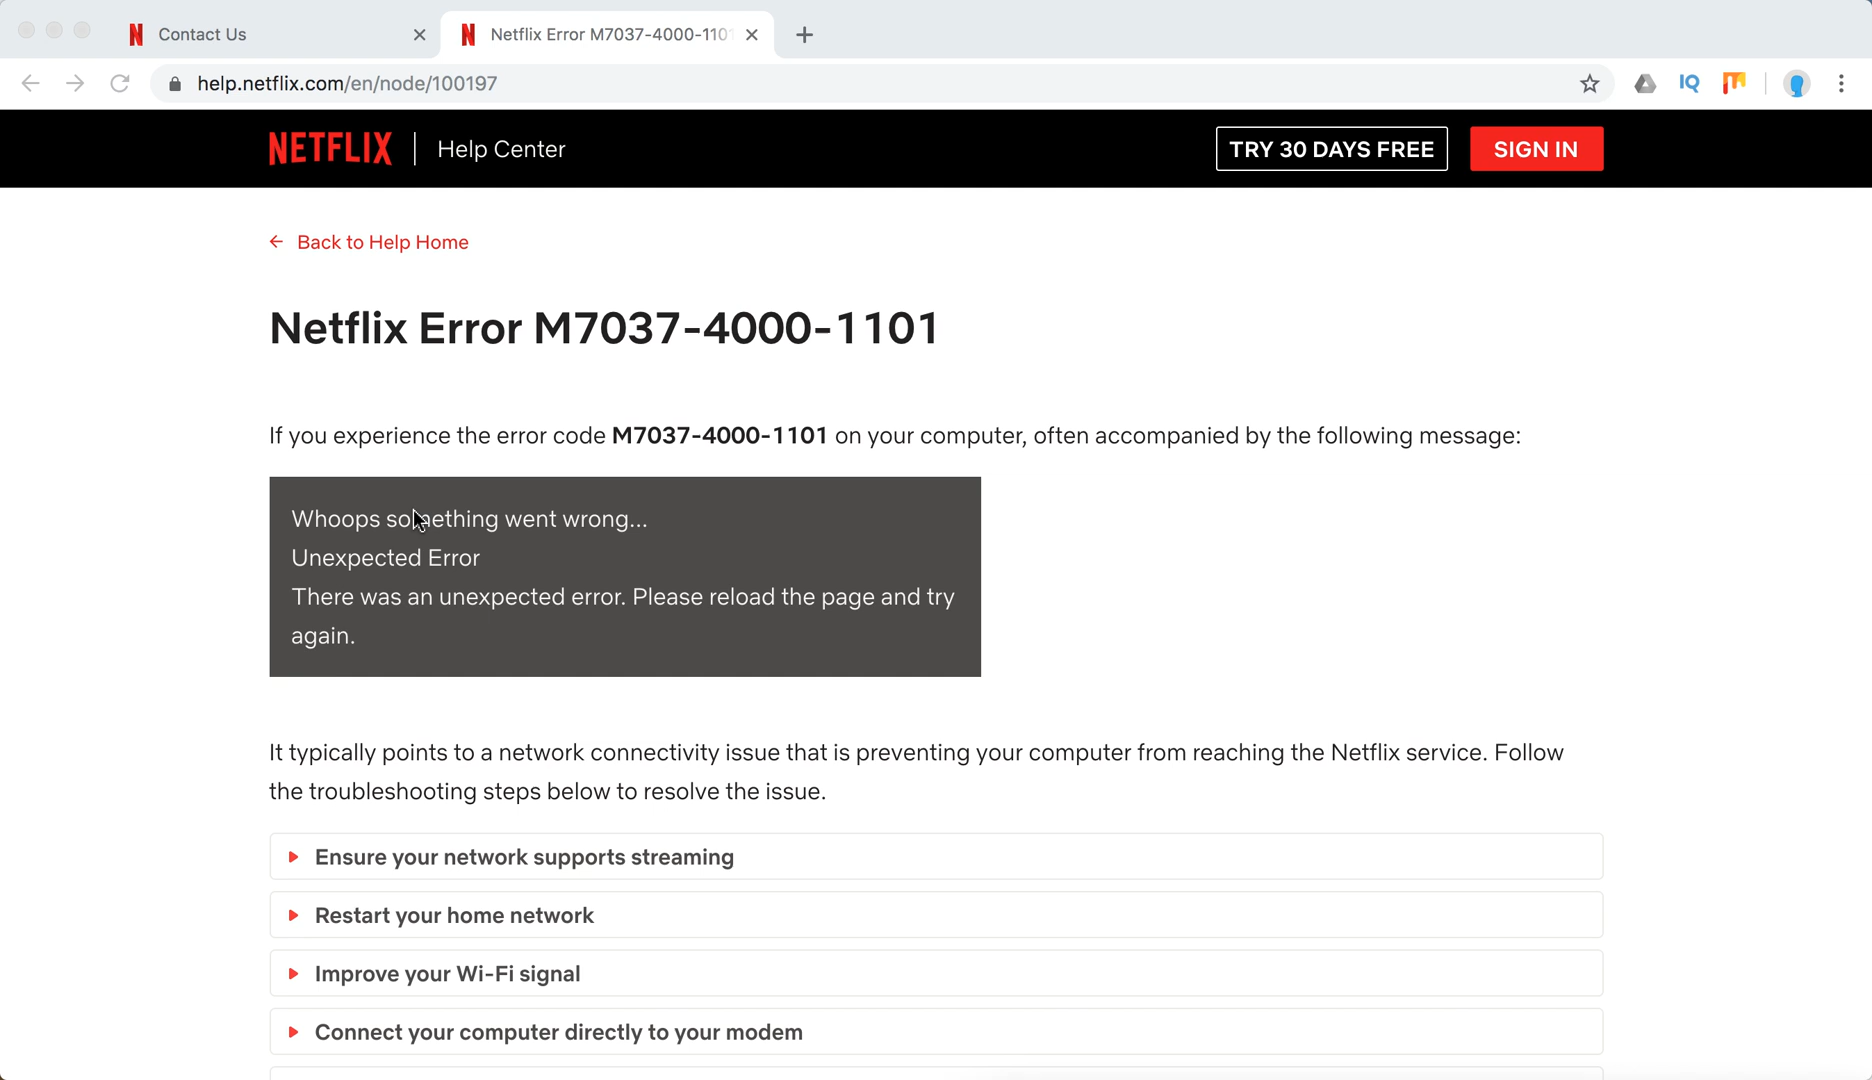 Contact Us
Netflix Error M7037-4000-110
help.netflix.com/en/node/100197
IQ
NETFLIX
Help Center
TRY 30 DAYS FREE
SIGN IN
← Back to Help Home
Netflix Error M7037-4000-1101
If you experience the error code M7037-4000-1101 on your computer, often accompanied by the following message:
Whoops something went wrong...
Unexpected Error
There was an unexpected error. Please reload the page and try
again.
It typically points to a network connectivity issue that is preventing your computer from reaching the Netflix service. Follow
the troubleshooting steps below to resolve the issue.
Ensure your network supports streaming
Restart your home network
Improve your Wi-Fi signal
Connect your computer directly to your modem